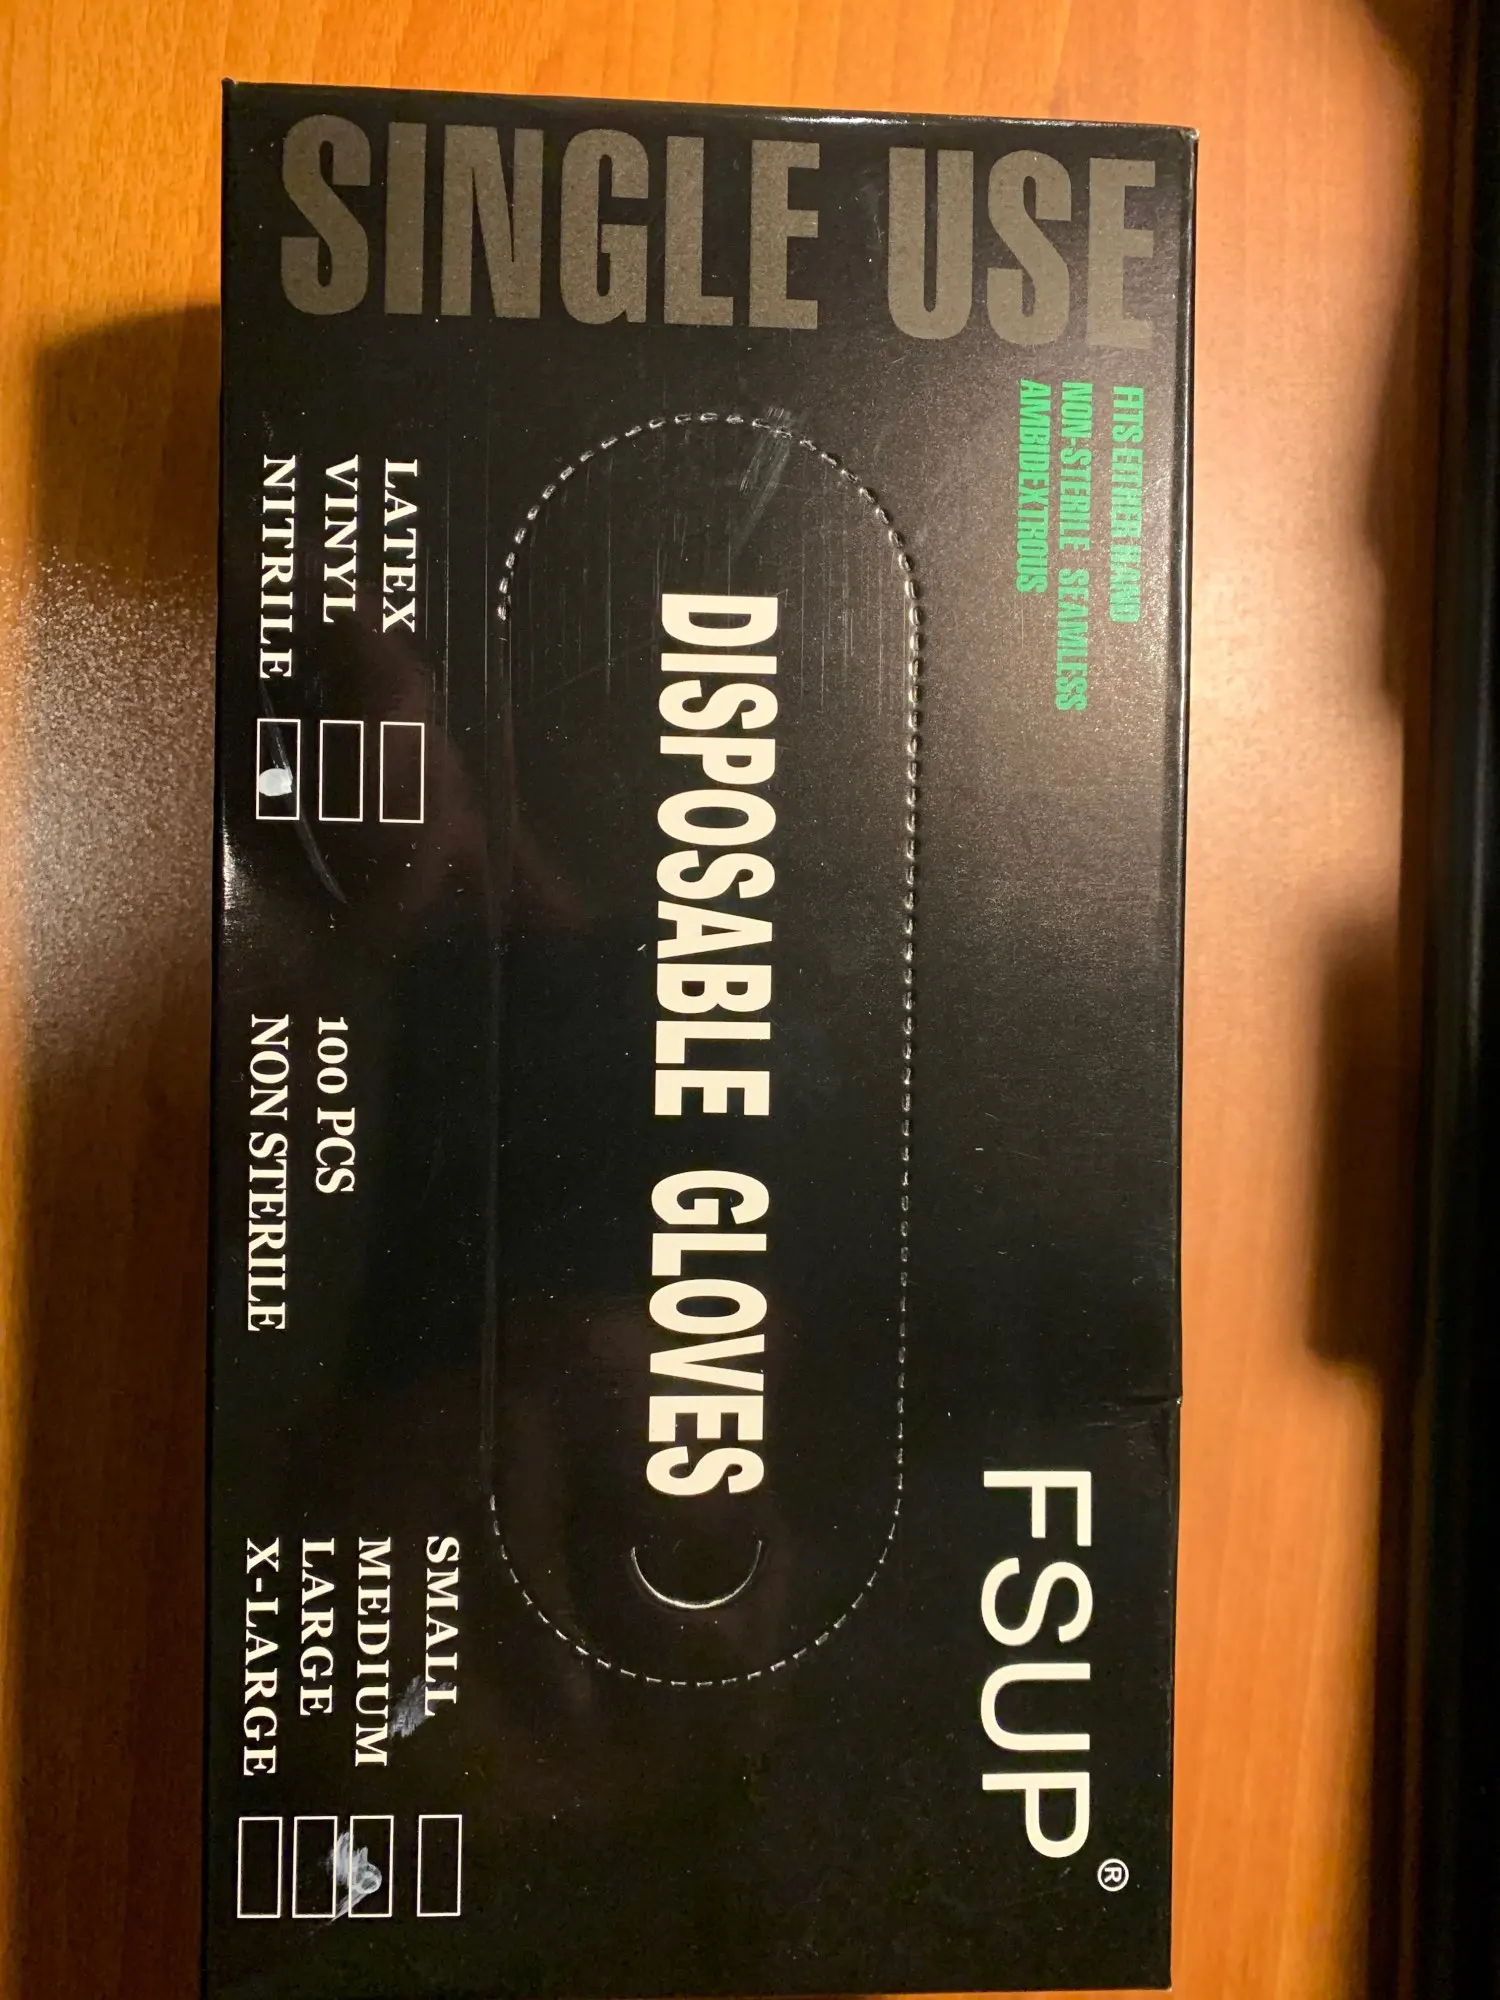 SINGLE USE
FITS EITHER HAND
NON-STERILE SEAMLESS
AMBIDEXTROUS
FSUP®
DISPOSABLE GLOVES
LATEX
VINYL
NITRILE
100 PCS
NON STERIILE
SMALL
MEDIUM
LARGE
X-LARGE